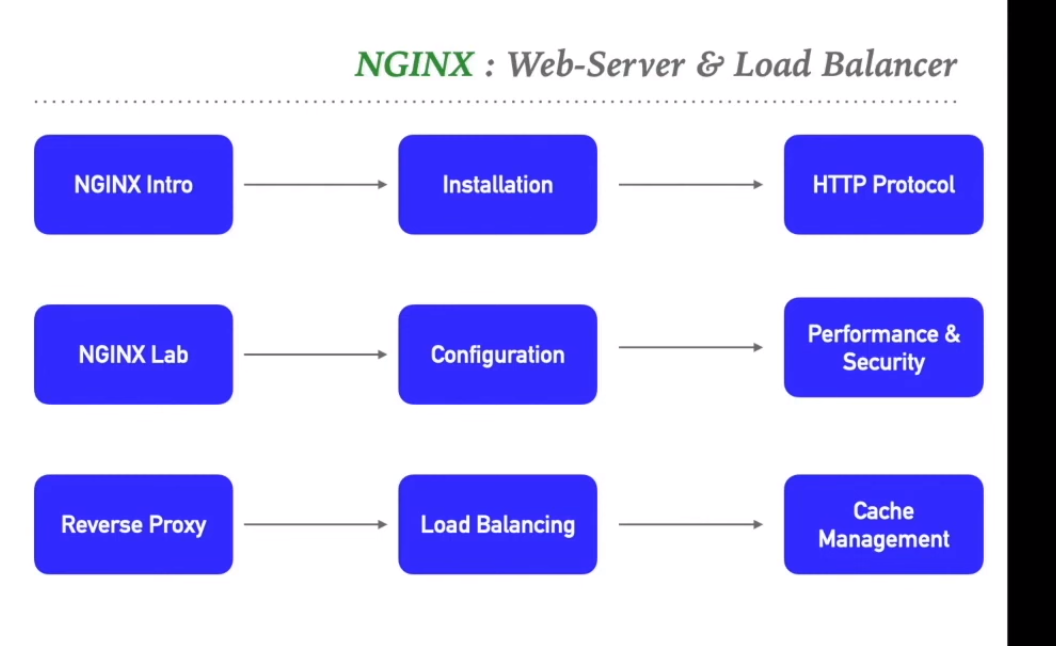 NGINX : Web-Server & Load Balancer
NGINX Intro
Installation
HTTP Protocol
NGINX Lab
Configuration
Performance &
Security
Reverse Proxy
Load Balancing
Cache
Management